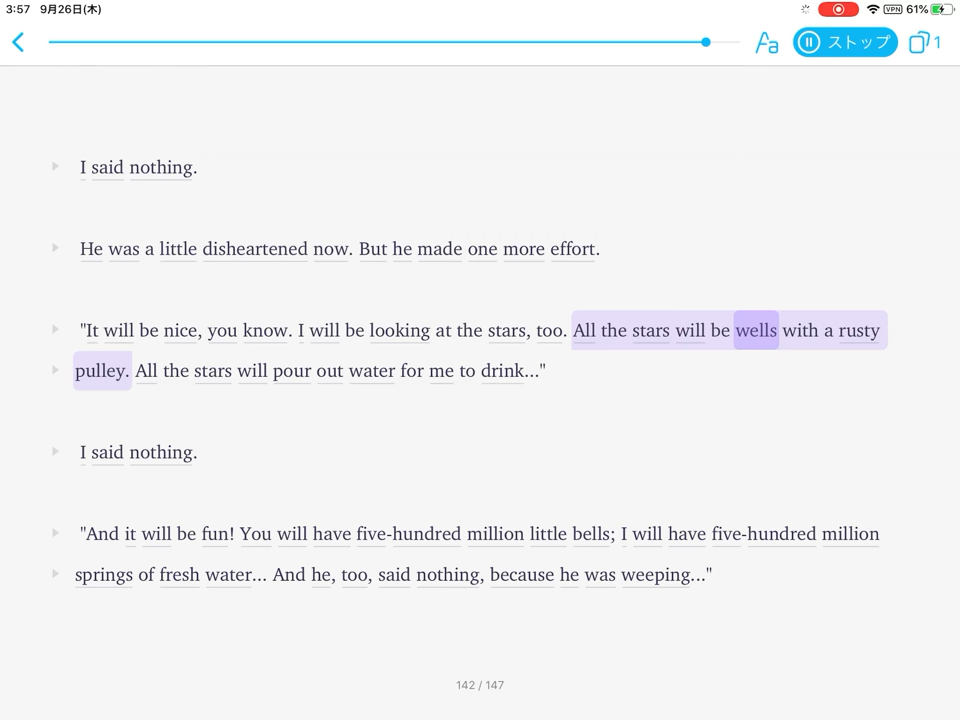 3:57 9月26日(木) VPN 61%
ストップ 1
I said nothing.
He was a little disheartened now. But he made one more effort.
"It will be nice, you know. I will be looking at the stars, too. All the stars will be wells with a rusty
pulley. All the stars will pour out water for me to drink..."
I said nothing.
"And it will be fun! You will have five-hundred million little bells; I will have five-hundred million
springs of fresh water... And he, too, said nothing, because he was weeping..."
142 / 147